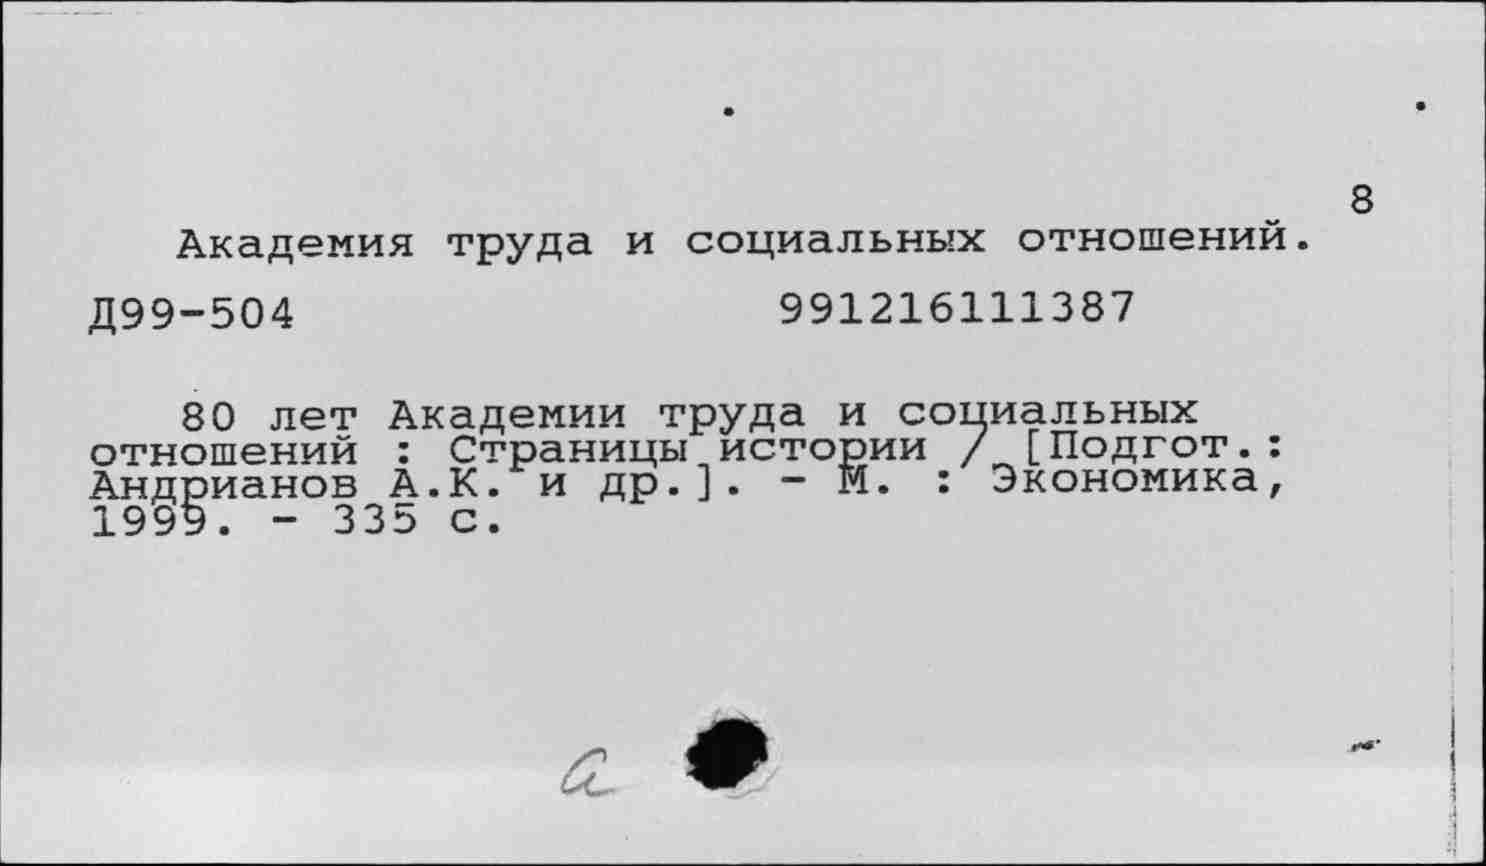 8
Академия труда и социальных отношений.
Д99-504 991216111387
80 лет Академии труда и социальных
отношений : Страницы истории / [Подгот.:
Андрианов А.К. и др.]. - М. : Экономика,
1999. - 335 с.
а